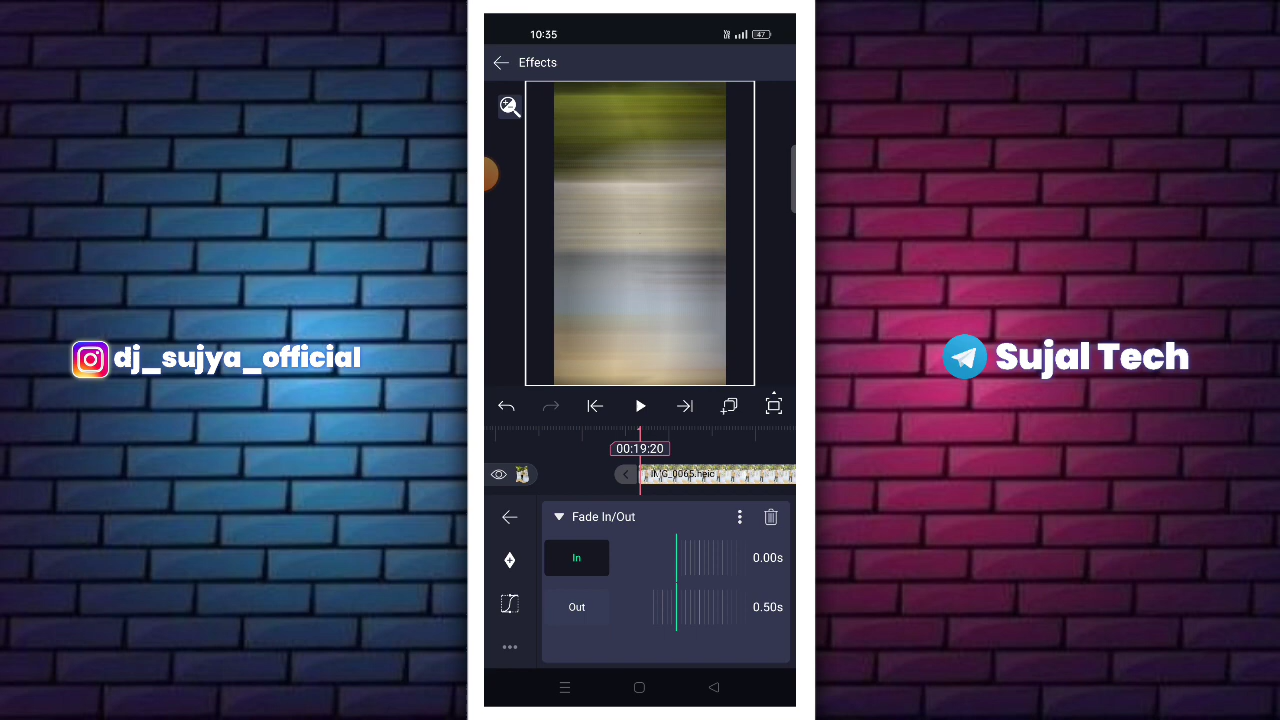 10:35
47
Effects
dj_sujya_official
Sujal Tech
00:19:20
IMG_0065.heic
Fade In/Out
In
0.00s
Out
0.50s